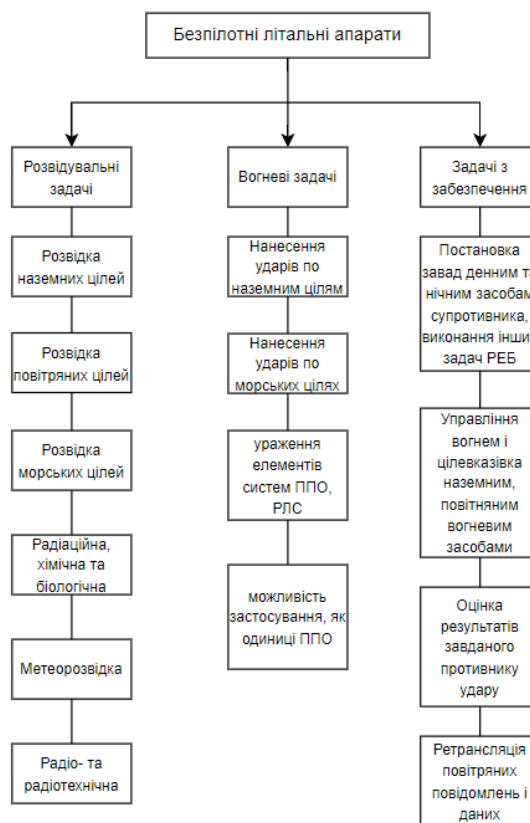 Безпілотні літальні апарати
Розвідувальні
задачі
Розвідка
наземних цілей
Розвідка
повітряних цілей
Розвідка
морських цілей
Радіаційна,
хімічна та
біологічна
Метеорозвідка
Радіо- та
радіотехнічна
Вогневі задачі
Нанесення
ударів по
наземним цілям
Нанесення
ударів по
морських цілях
ураження
елементів
систем ППО,
РЛС
можливість
застосування, як
одиниці ППО
Задачі з
забезпечення
Постановка
завад денним т
нічним засобам
супротивника,
виконання інши
задач РЕБ
Управління
вогнем і
цілевказівка
наземним,
повітняним
вогневим
засобами
Оцінка
результатів
завданого
противнику
удару
Ретрансляція
повітряних
повідомлень і
даних